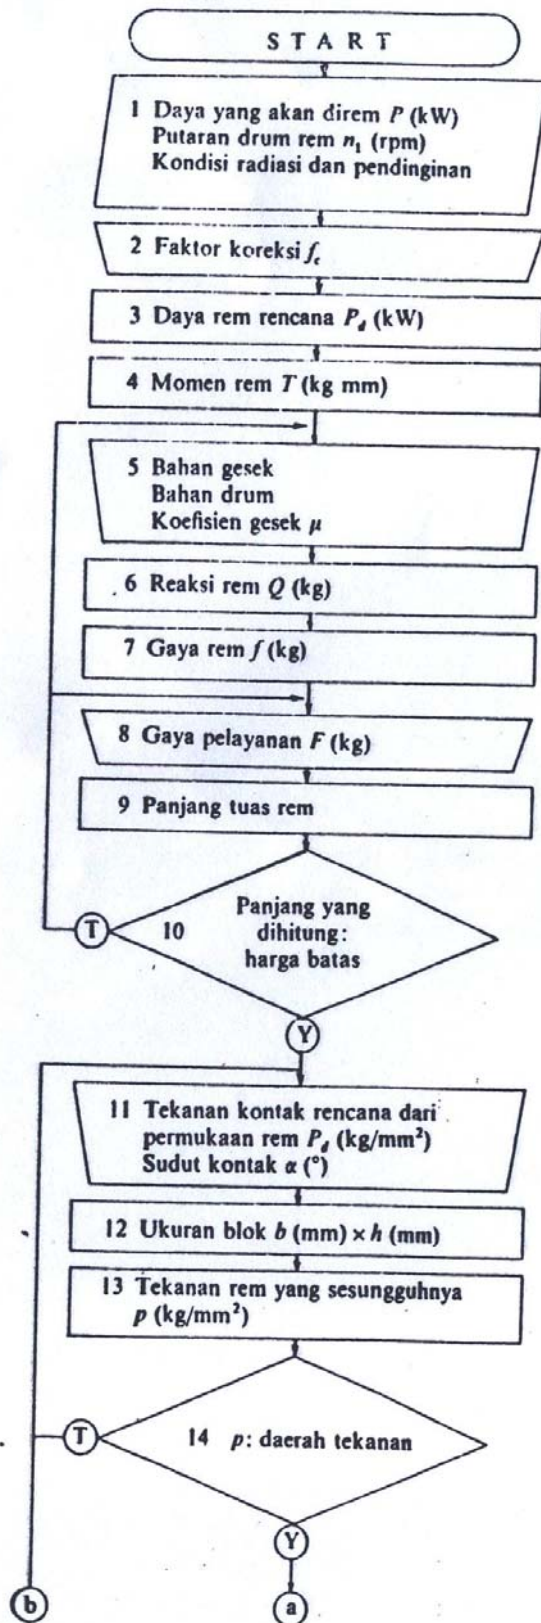 START
1 Daya yang akan direm P (kW)
Putaran drum rem n₁ (rpm)
Kondisi radiasi dan pendinginan
2 Faktor koreksi f_c
3 Daya rem rencana P_d (kW)
4 Momen rem T (kg mm)
5 Bahan gesek
Bahan drum
Koefisien gesek μ
6 Reaksi rem Q (kg)
7 Gaya rem f (kg)
8 Gaya pelayanan F (kg)
9 Panjang tuas rem
10 Panjang yang
dihitung:
harga batas
T
Y
11 Tekanan kontak rencana dari
permukaan rem P_d (kg/mm²)
Sudut kontak α (°)
12 Ukuran blok b (mm) × h (mm)
13 Tekanan rem yang sesungguhnya
p (kg/mm²)
14 p: daerah tekanan
T
Y
b
a